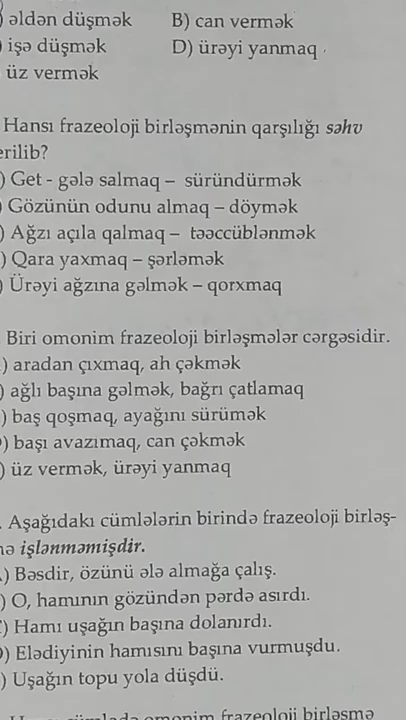 ) əldən düşmək B) can vermək
işə düşmək D) ürəyi yanmaq
üz vermək
Hansı frazeoloji birləşmənin qarşılığı səhv
erilib?
) Get - gələ salmaq – süründürmək
) Gözünün odunu almaq – döymək
) Ağzı açıla qalmaq – təəccüblənmək
) Qara yaxmaq – şərləmək
) Ürəyi ağzına gəlmək – qorxmaq
Biri omonim frazeoloji birləşmələr cərgəsidir.
) aradan çıxmaq, ah çəkmək
) ağlı başına gəlmək, bağrı çatlamaq
) baş qoşmaq, ayağını sürümək
) başı avazımaq, can çəkmək
) üz vermək, ürəyi yanmaq
. Aşağıdakı cümlələrin birində frazeoloji birləş-
mə işlənməmişdir.
) Bəsdir, özünü ələ almağa çalış.
) O, hamının gözündən pərdə asırdı.
) Hamı uşağın başına dolanırdı.
) Elədiyinin hamısını başına vurmuşdu.
) Uşağın topu yola düşdü.
omonim frazeoloji birləşmə